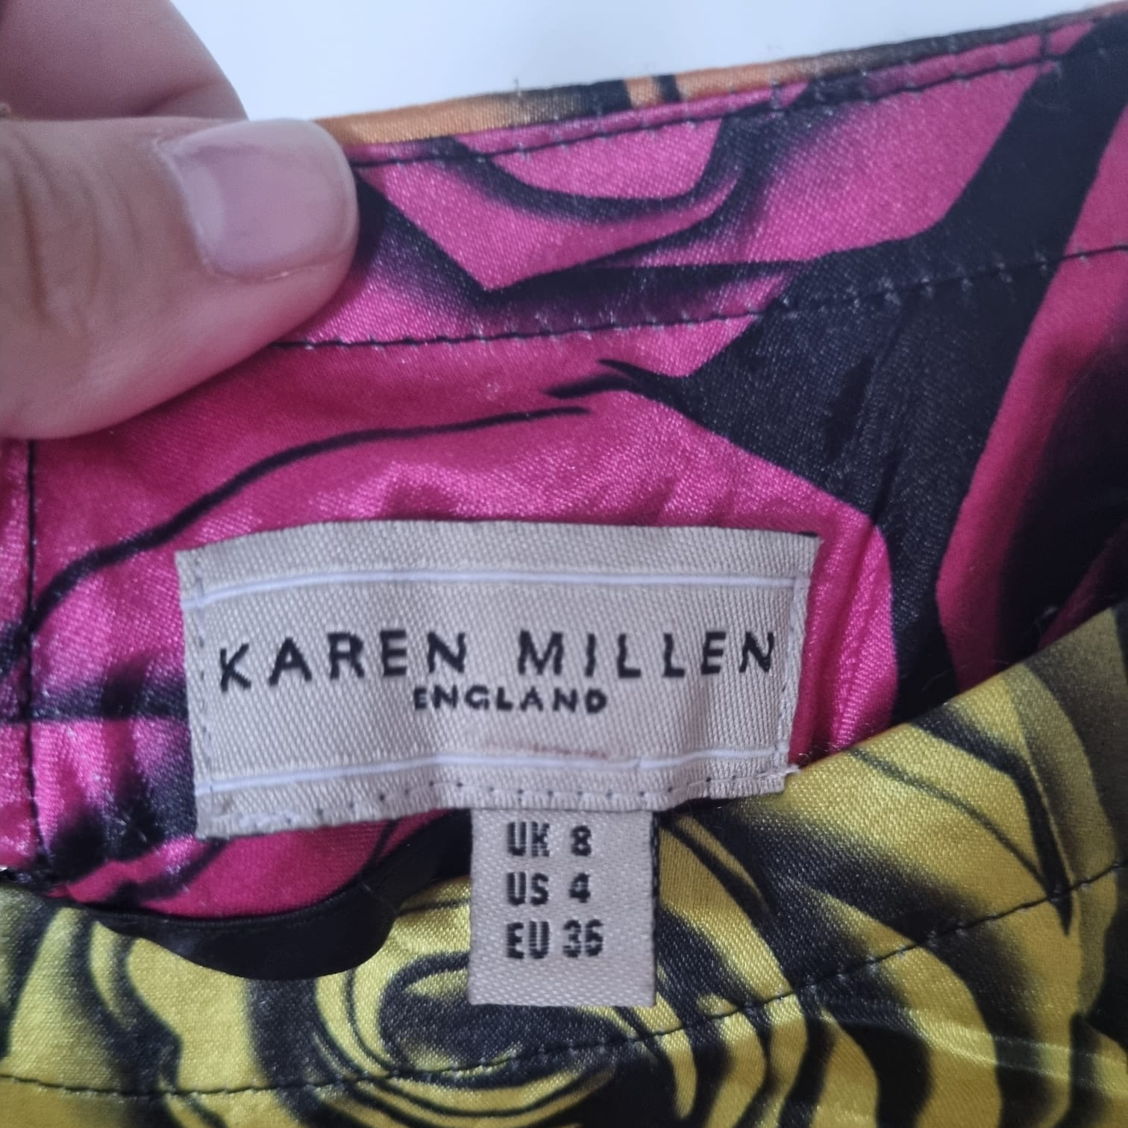 KAREN MILLEN
ENGLAND
UK 8
US 4
EU 36